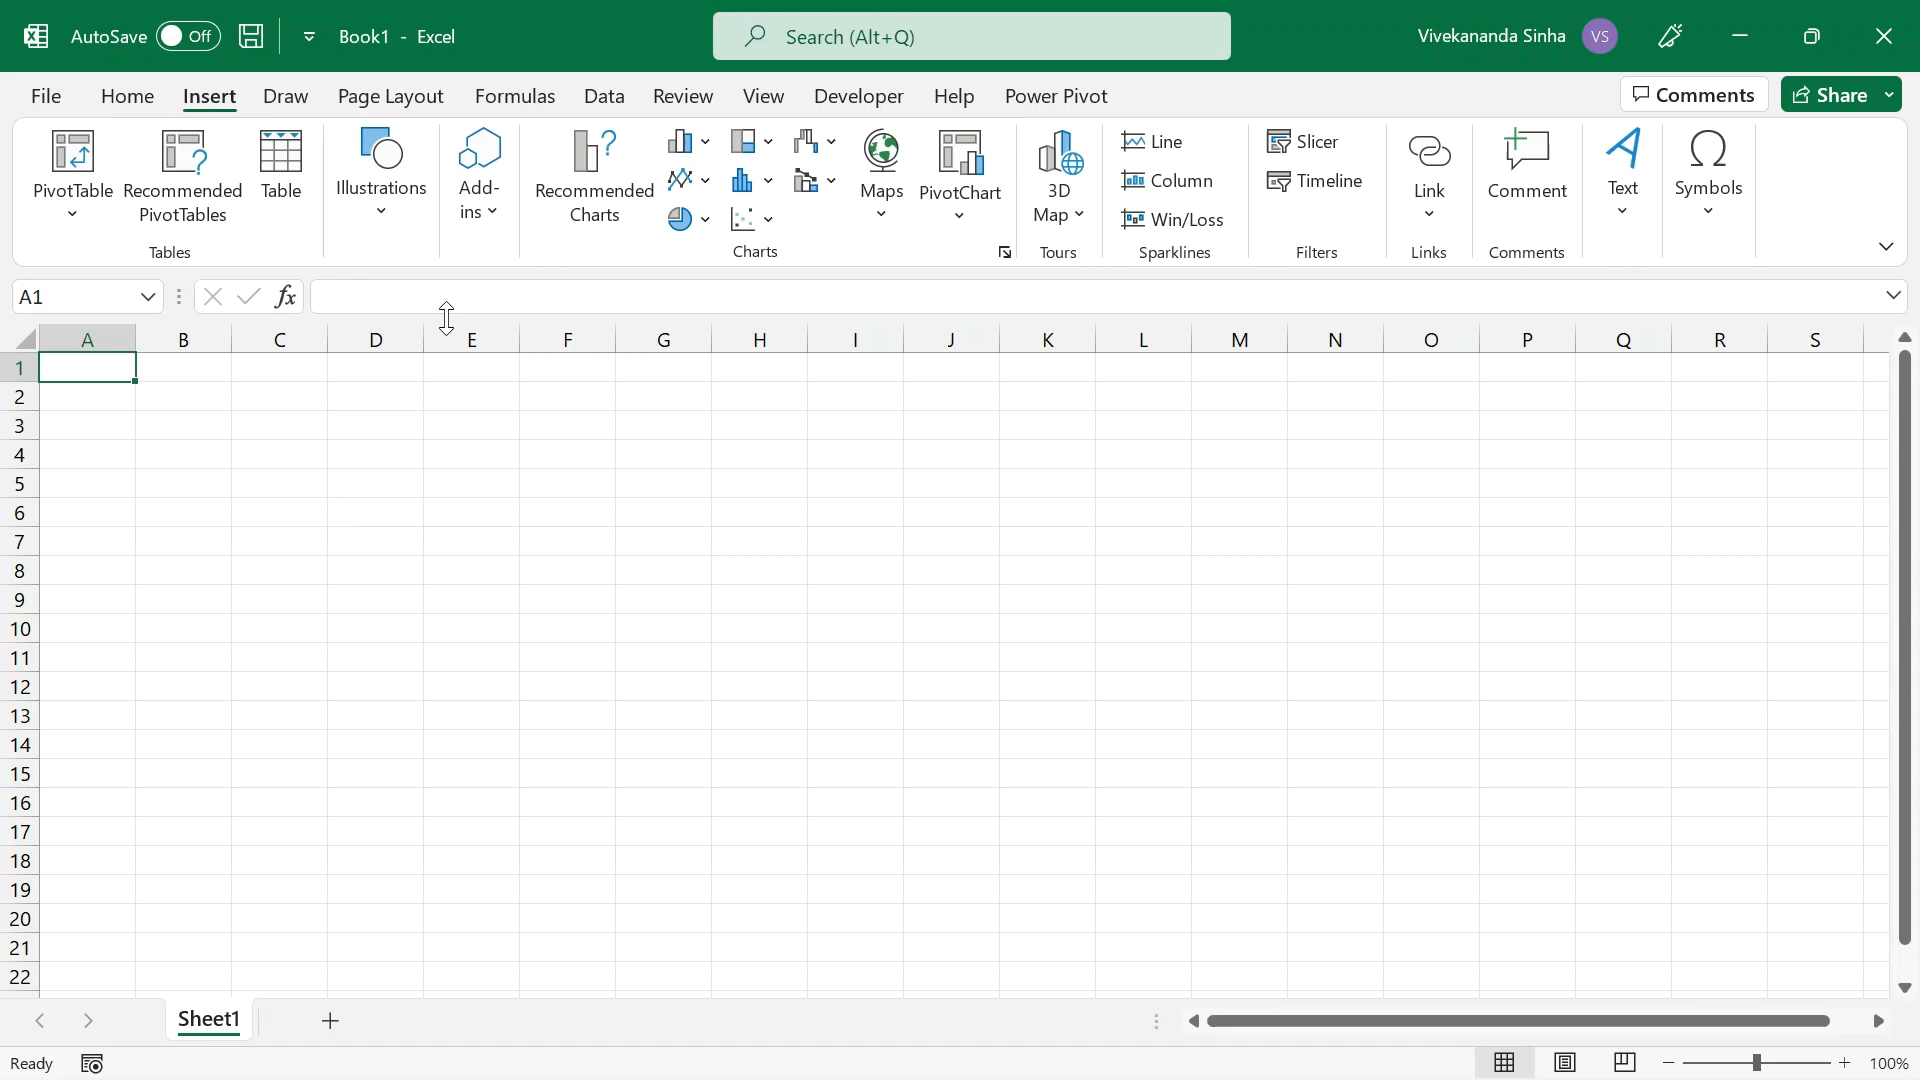 AutoSave Off Book1 - Excel Search (Alt+Q) Vivekananda Sinha VS
File Home Insert Draw Page Layout Formulas Data Review View Developer Help Power Pivot Comments Share
PivotTable
Recommended
PivotTables
Table
Tables
Illustrations
Add-
ins
Recommended
Charts
Maps
PivotChart
Charts
3D
Map
Tours
Line
Column
Win/Loss
Sparklines
Slicer
Timeline
Filters
Link
Links
Comment
Comments
Text
Symbols
A1 fx
A B C D E F G H I J K L M N O P Q R S
1
2
3
4
5
6
7
8
9
10
11
12
13
14
15
16
17
18
19
20
21
22
Sheet1
Ready 100%